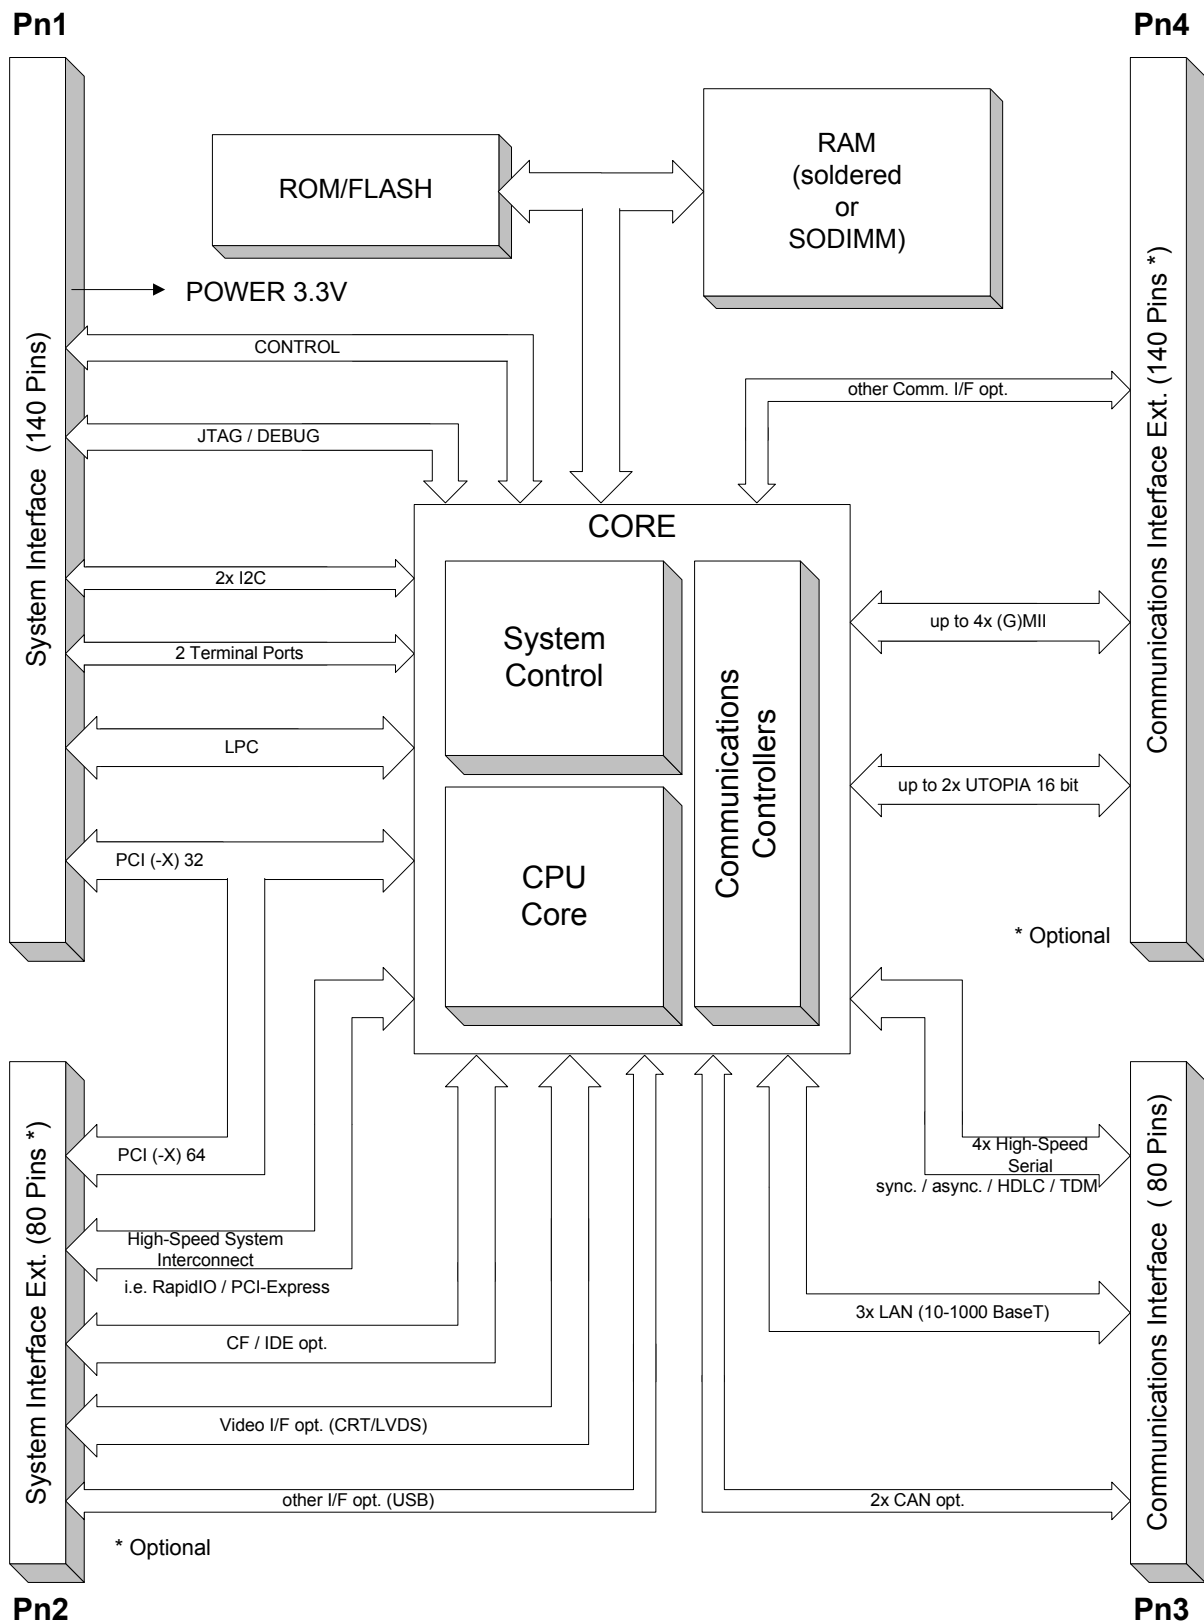 Pn1
Pn4
ROM/FLASH
RAM
(soldered
or
SODIMM)
POWER 3.3V
CONTROL
JTAG / DEBUG
other Comm. I/F opt.
System Interface (140 Pins)
Communications Interface Ext. (140 Pins *)
CORE
2x I2C
2 Terminal Ports
LPC
PCI (-X) 32
System
Control
CPU
Core
Communications
Controllers
up to 4x (G)MII
up to 2x UTOPIA 16 bit
* Optional
PCI (-X) 64
High-Speed System
Interconnect
i.e. RapidIO / PCI-Express
CF / IDE opt.
Video I/F opt. (CRT/LVDS)
other I/F opt. (USB)
System Interface Ext. (80 Pins *)
* Optional
4x High-Speed
Serial
sync. / async. / HDLC / TDM
3x LAN (10-1000 BaseT)
2x CAN opt.
Communications Interface ( 80 Pins)
Pn2
Pn3